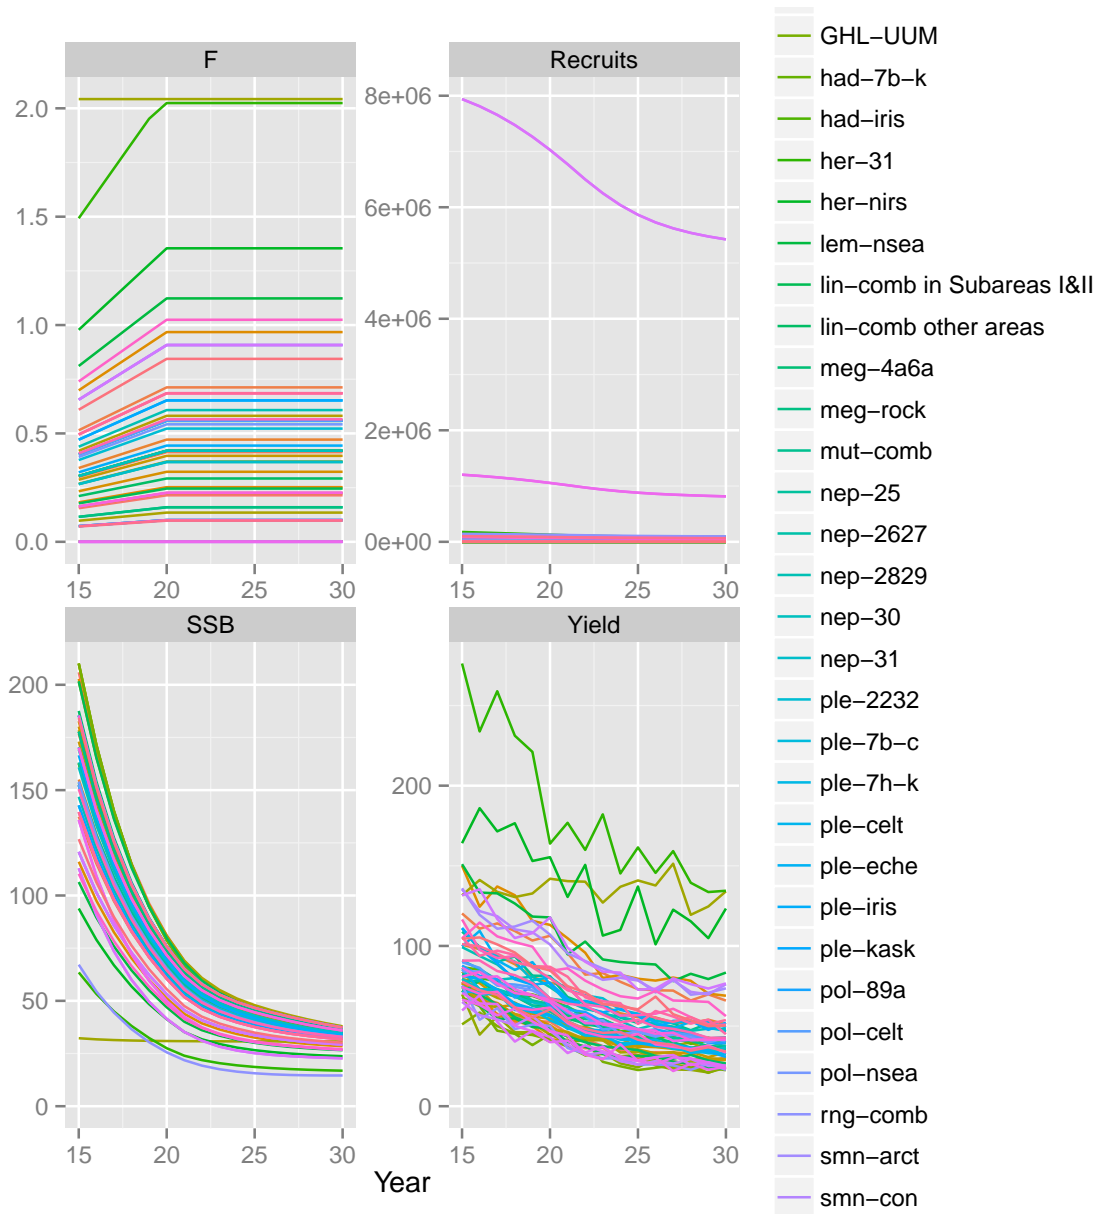 F
Recruits
2.0
1.5
1.0
0.5
0.0
8e+06
6e+06
4e+06
2e+06
0e+00
15 20 25 30
15 20 25 30
SSB
Yield
200
150
100
50
0
200
100
0
15 20 25 30
15 20 25 30
Year
GHL−UUM
had−7b−k
had−iris
her−31
her−nirs
lem−nsea
lin−comb in Subareas I&II
lin−comb other areas
meg−4a6a
meg−rock
mut−comb
nep−25
nep−2627
nep−2829
nep−30
nep−31
ple−2232
ple−7b−c
ple−7h−k
ple−celt
ple−eche
ple−iris
ple−kask
pol−89a
pol−celt
pol−nsea
rng−comb
smn−arct
smn−con